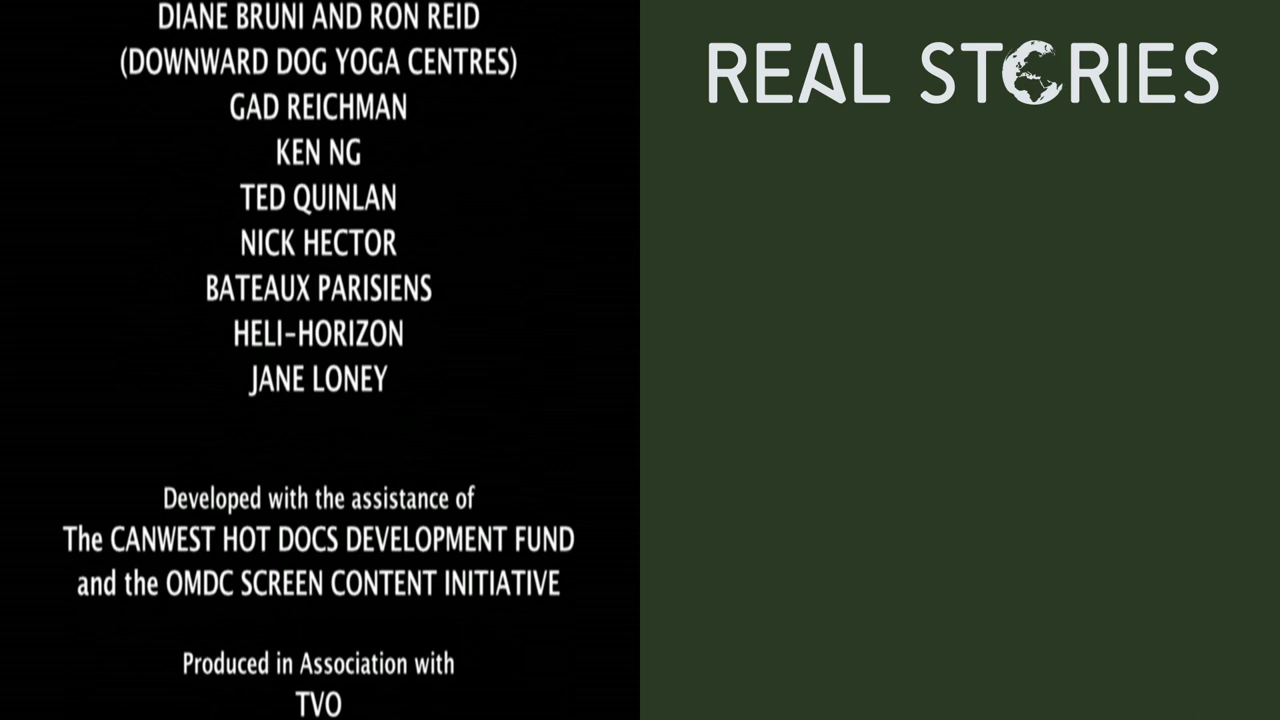 DIANE BRUNI AND RON REID
(DOWNWARD DOG YOGA CENTRES)
GAD REICHMAN
KEN NG
TED QUINLAN
NICK HECTOR
BATEAUX PARISIENS
HELI-HORIZON
JANE LONEY
Developed with the assistance of
The CANWEST HOT DOCS DEVELOPMENT FUND
and the OMDC SCREEN CONTENT INITIATIVE
Produced in Association with
TVO
REAL STORIES